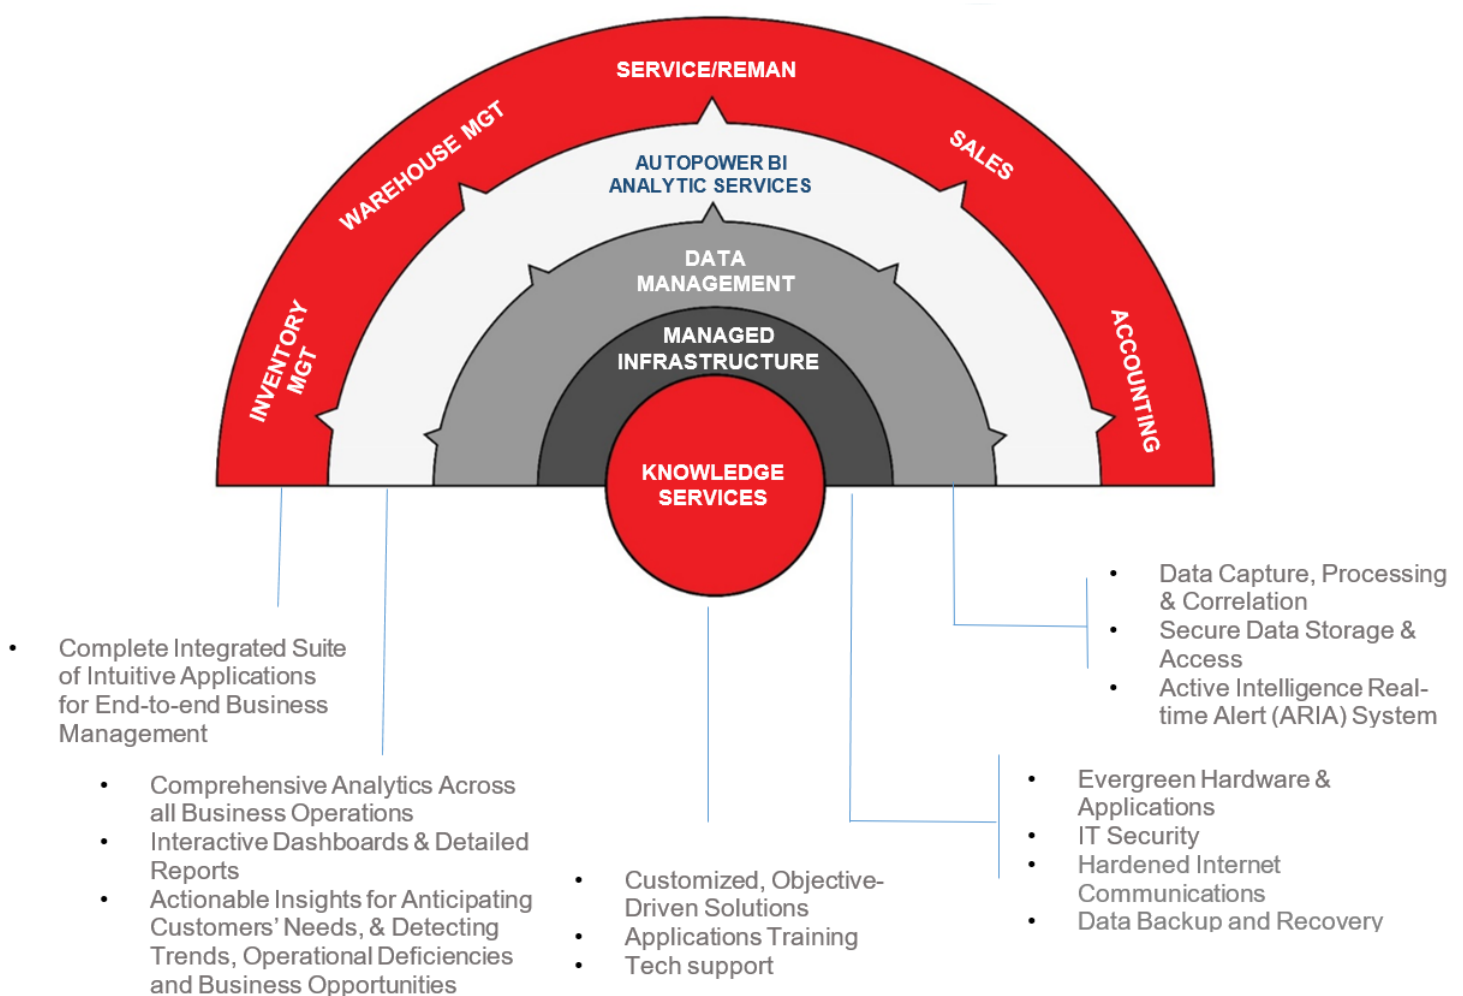 SERVICE/REMAN
WAREHOUSE MGT
SALES
AUTOPOWER BI
ANALYTIC SERVICES
DATA
MANAGEMENT
INVENTORY
MGT
ACCOUNTING
MANAGED
INFRASTRUCTURE
KNOWLEDGE
SERVICES
• Complete Integrated Suite
of Intuitive Applications
for End-to-end Business
Management
• Comprehensive Analytics Across
all Business Operations
• Interactive Dashboards & Detailed
Reports
• Actionable Insights for Anticipating
Customers' Needs, & Detecting
Trends, Operational Deficiencies
and Business Opportunities
• Customized, Objective-
Driven Solutions
• Applications Training
• Tech support
• Data Capture, Processing
& Correlation
• Secure Data Storage &
Access
• Active Intelligence Real-
time Alert (ARIA) System
• Evergreen Hardware &
Applications
• IT Security
• Hardened Internet
Communications
• Data Backup and Recovery